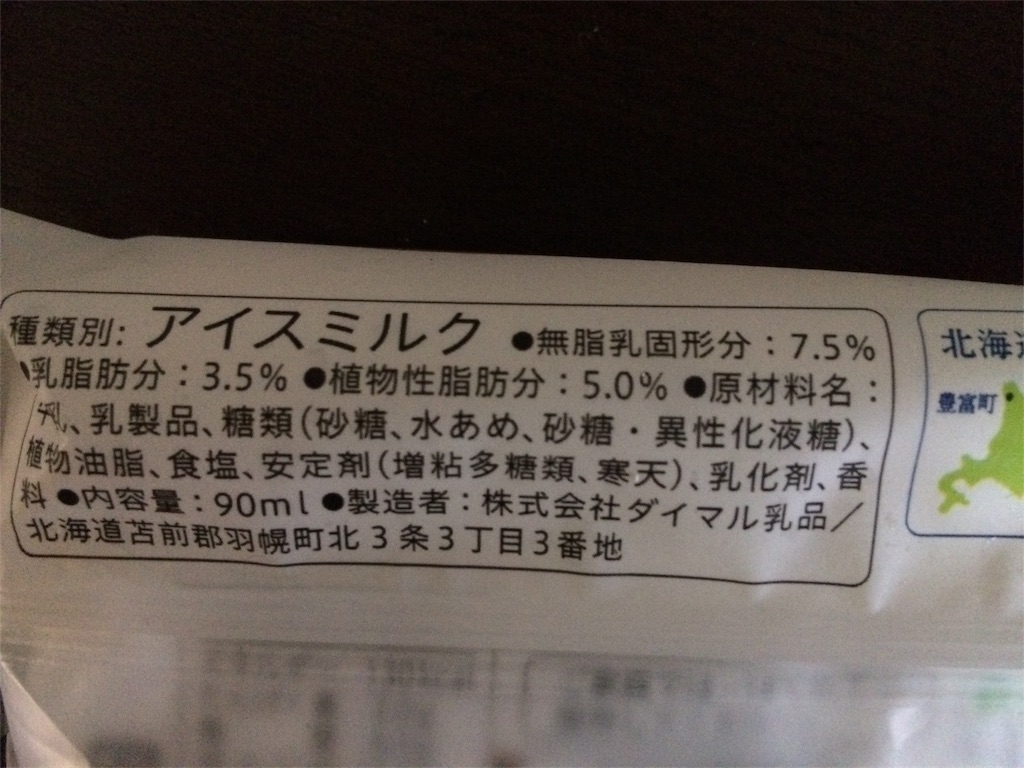 種類別: アイスミルク ●無脂乳固形分：7.5%
●乳脂肪分：3.5% ●植物性脂肪分：5.0% ●原材料名：
乳、乳製品、糖類(砂糖、水あめ、砂糖・異性化液糖)、
植物油脂、食塩、安定剤(増粘多糖類、寒天)、乳化剤、香
料 ●内容量：90ml ●製造者：株式会社ダイマル乳品／
北海道苫前郡羽幌町北3条3丁目3番地
北海道
豊富町